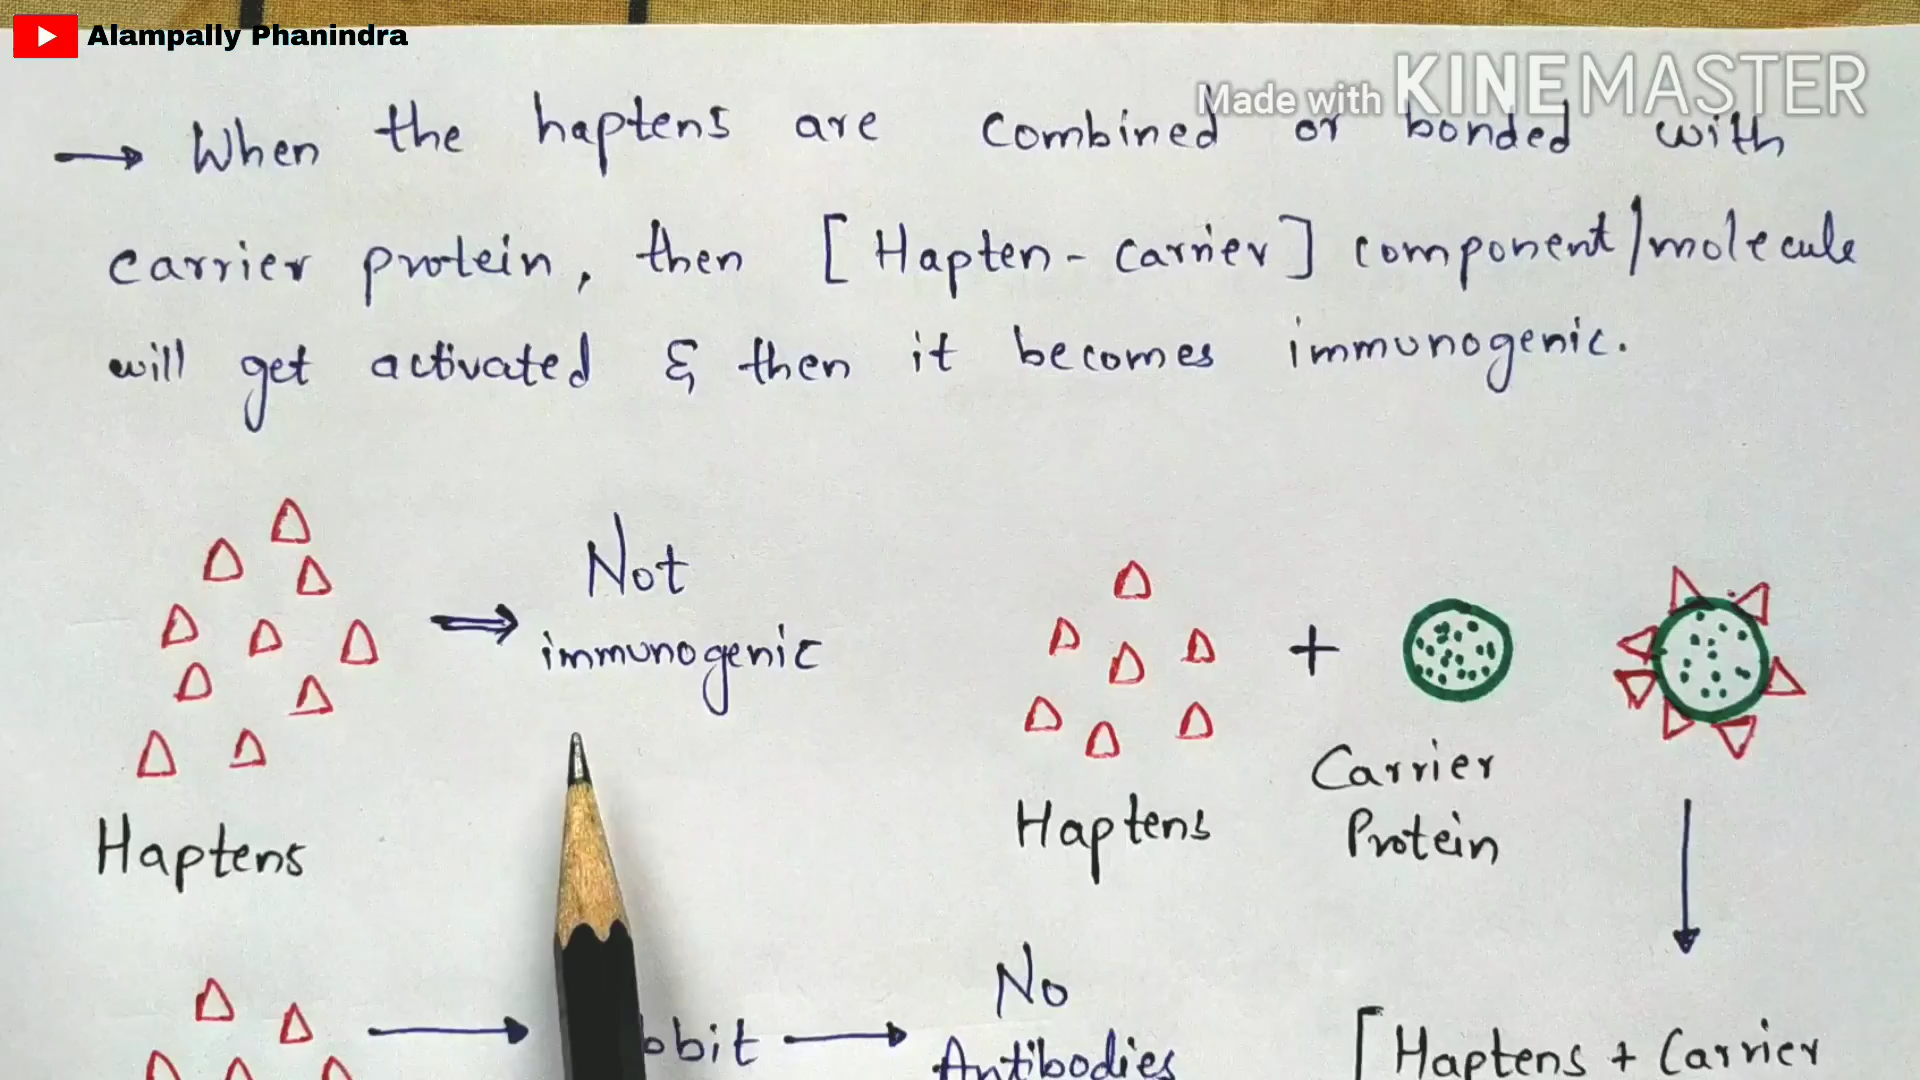 Alampally Phanindra
Made with KINEMASTER
→ When the haptens are combined or bonded with
carrier protein, then [Hapten-carrier] component/molecule
will get activated & then it becomes immunogenic.
Not
immunogenic
Haptens
+
Haptens
Carrier
Protein
No
Antibodies
[Haptens + Carrier